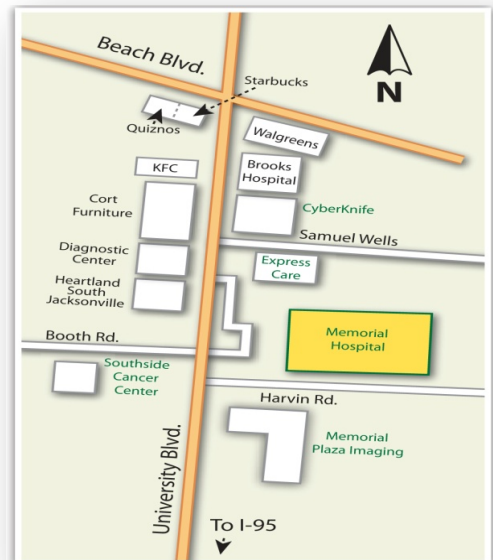 Beach Blvd.
N
Starbucks
Quiznos
Walgreens
KFC
Brooks
Hospital
Cort
Furniture
CyberKnife
Samuel Wells
Diagnostic
Center
Express
Care
Heartland
South
Jacksonville
Memorial
Hospital
Booth Rd.
Southside
Cancer
Center
Harvin Rd.
Memorial
Plaza Imaging
University Blvd.
To I-95